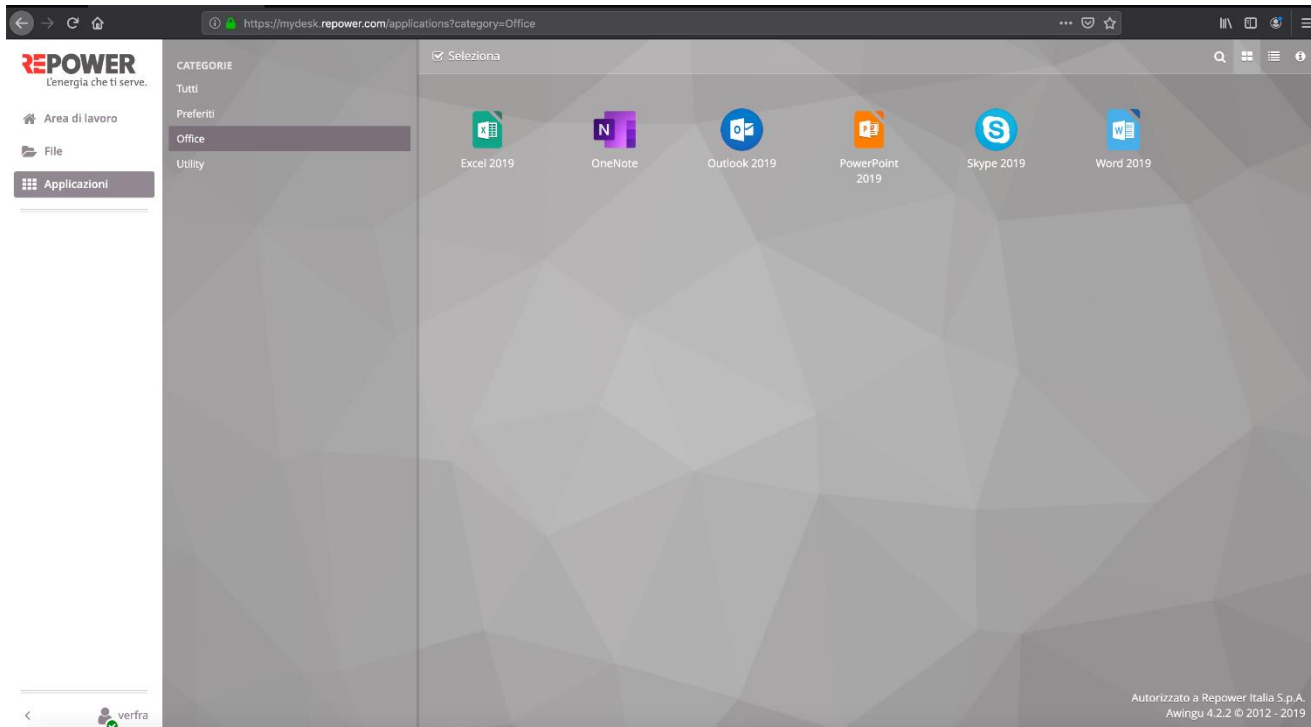 https://mydesk.repower.com/applications?category=Office
REPOWER
L'energia che ti serve.
Area di lavoro
File
Applicazioni
CATEGORIE
Tutti
Preferiti
Office
Utility
Seleziona
Excel 2019
OneNote
Outlook 2019
PowerPoint
2019
Skype 2019
Word 2019
verfra
Autorizzato a Repower Italia S.p.A.
Awingu 4.2.2 © 2012 - 2019